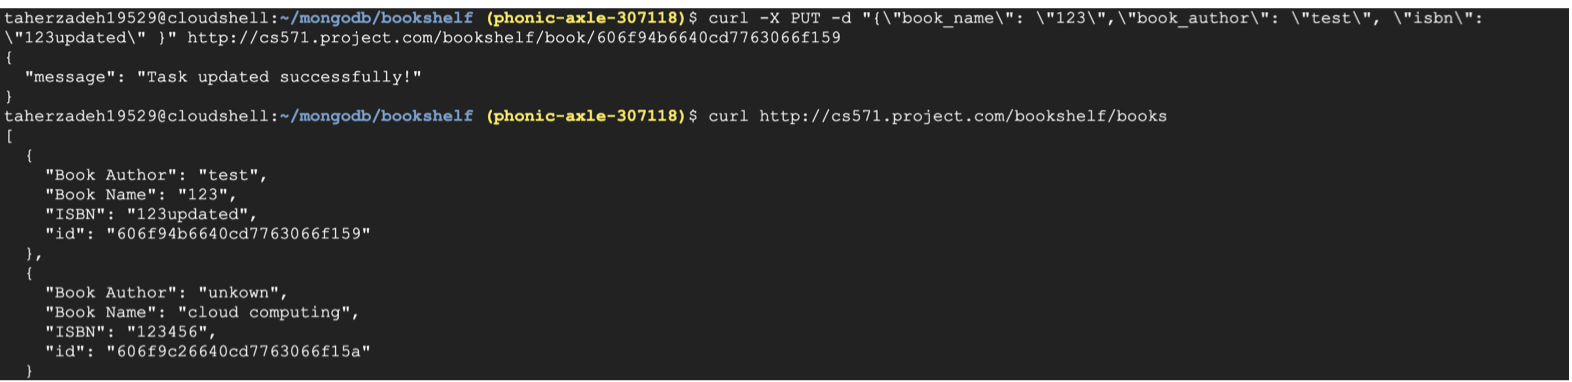 taherzadeh19529@cloudshell:~/mongodb/bookshelf (phonic-axle-307118)$ curl -X PUT -d "{\"book_name\": \"123\",\"book_author\": \"test\", \"isbn\":
\"123updated\" }" http://cs571.project.com/bookshelf/book/606f94b6640cd7763066f159
{
  "message": "Task updated successfully!"
}
taherzadeh19529@cloudshell:~/mongodb/bookshelf (phonic-axle-307118)$ curl http://cs571.project.com/bookshelf/books
[
  {
    "Book Author": "test",
    "Book Name": "123",
    "ISBN": "123updated",
    "id": "606f94b6640cd7763066f159"
  },
  {
    "Book Author": "unkown",
    "Book Name": "cloud computing",
    "ISBN": "123456",
    "id": "606f9c26640cd7763066f15a"
  }